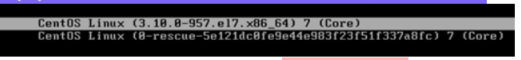 CentOS Linux (3.10.0-957.el7.x86_64) 7 (Core)
CentOS Linux (0-rescue-5e121dc0fe9e44e983f23f51f337a8fc) 7 (Core)